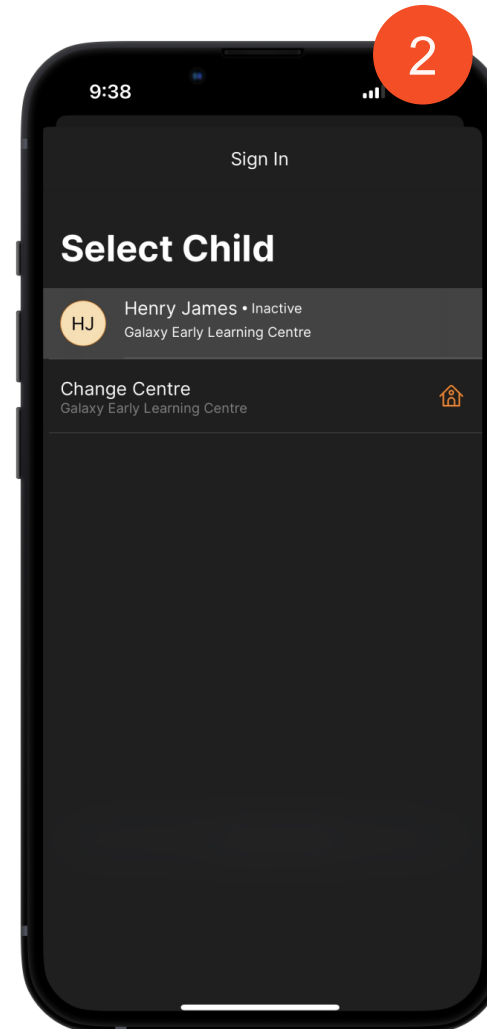 2
9:38
Sign In
Select Child
HJ
Henry James • Inactive
Galaxy Early Learning Centre
Change Centre
Galaxy Early Learning Centre